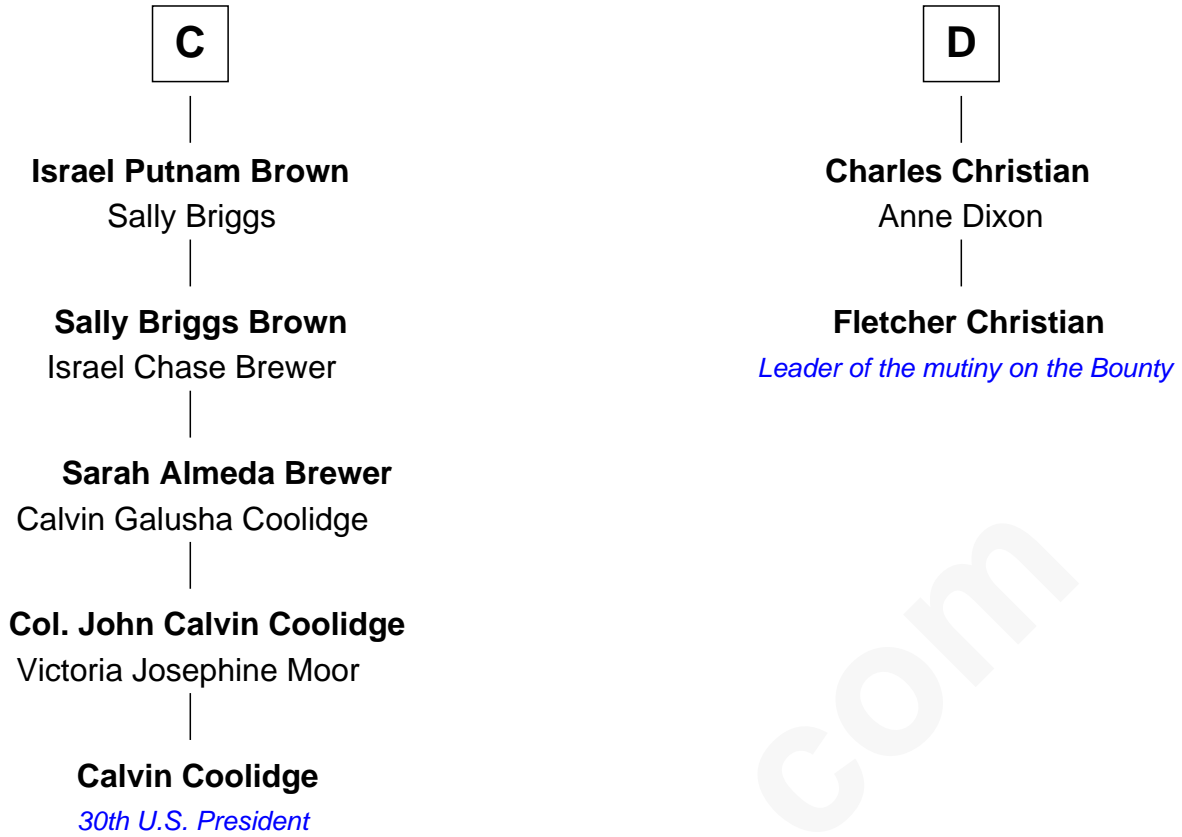 C
Israel Putnam Brown
Sally Briggs
Sally Briggs Brown
Israel Chase Brewer
Sarah Almeda Brewer
Calvin Galusha Coolidge
Col. John Calvin Coolidge
Victoria Josephine Moor
Calvin Coolidge
30th U.S. President
D
Charles Christian
Anne Dixon
Fletcher Christian
Leader of the mutiny on the Bounty
com